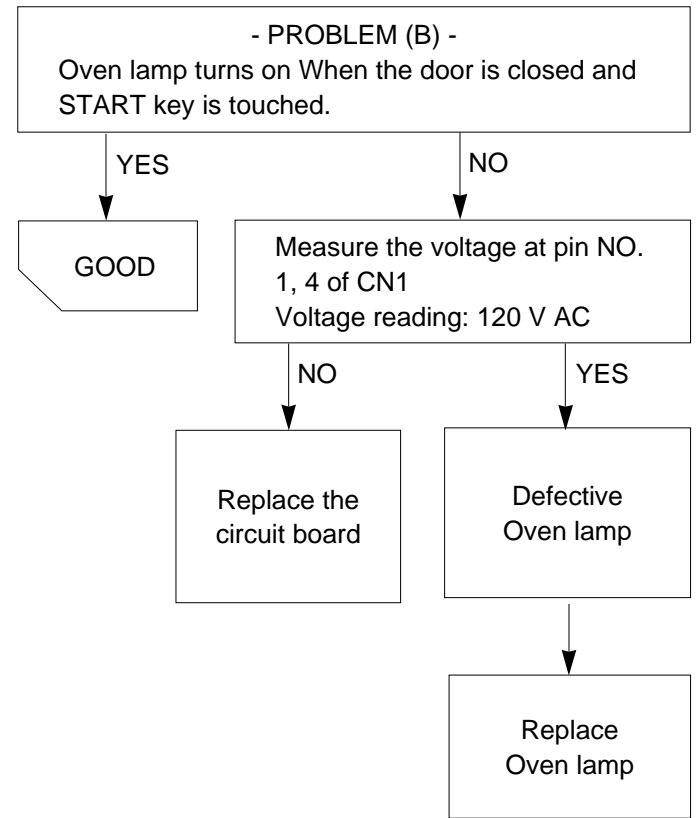 - PROBLEM (B) -
Oven lamp turns on When the door is closed and
START key is touched.
YES
NO
GOOD
Measure the voltage at pin NO.
1, 4 of CN1
Voltage reading: 120 V AC
NO
YES
Replace the
circuit board
Defective
Oven lamp
Replace
Oven lamp